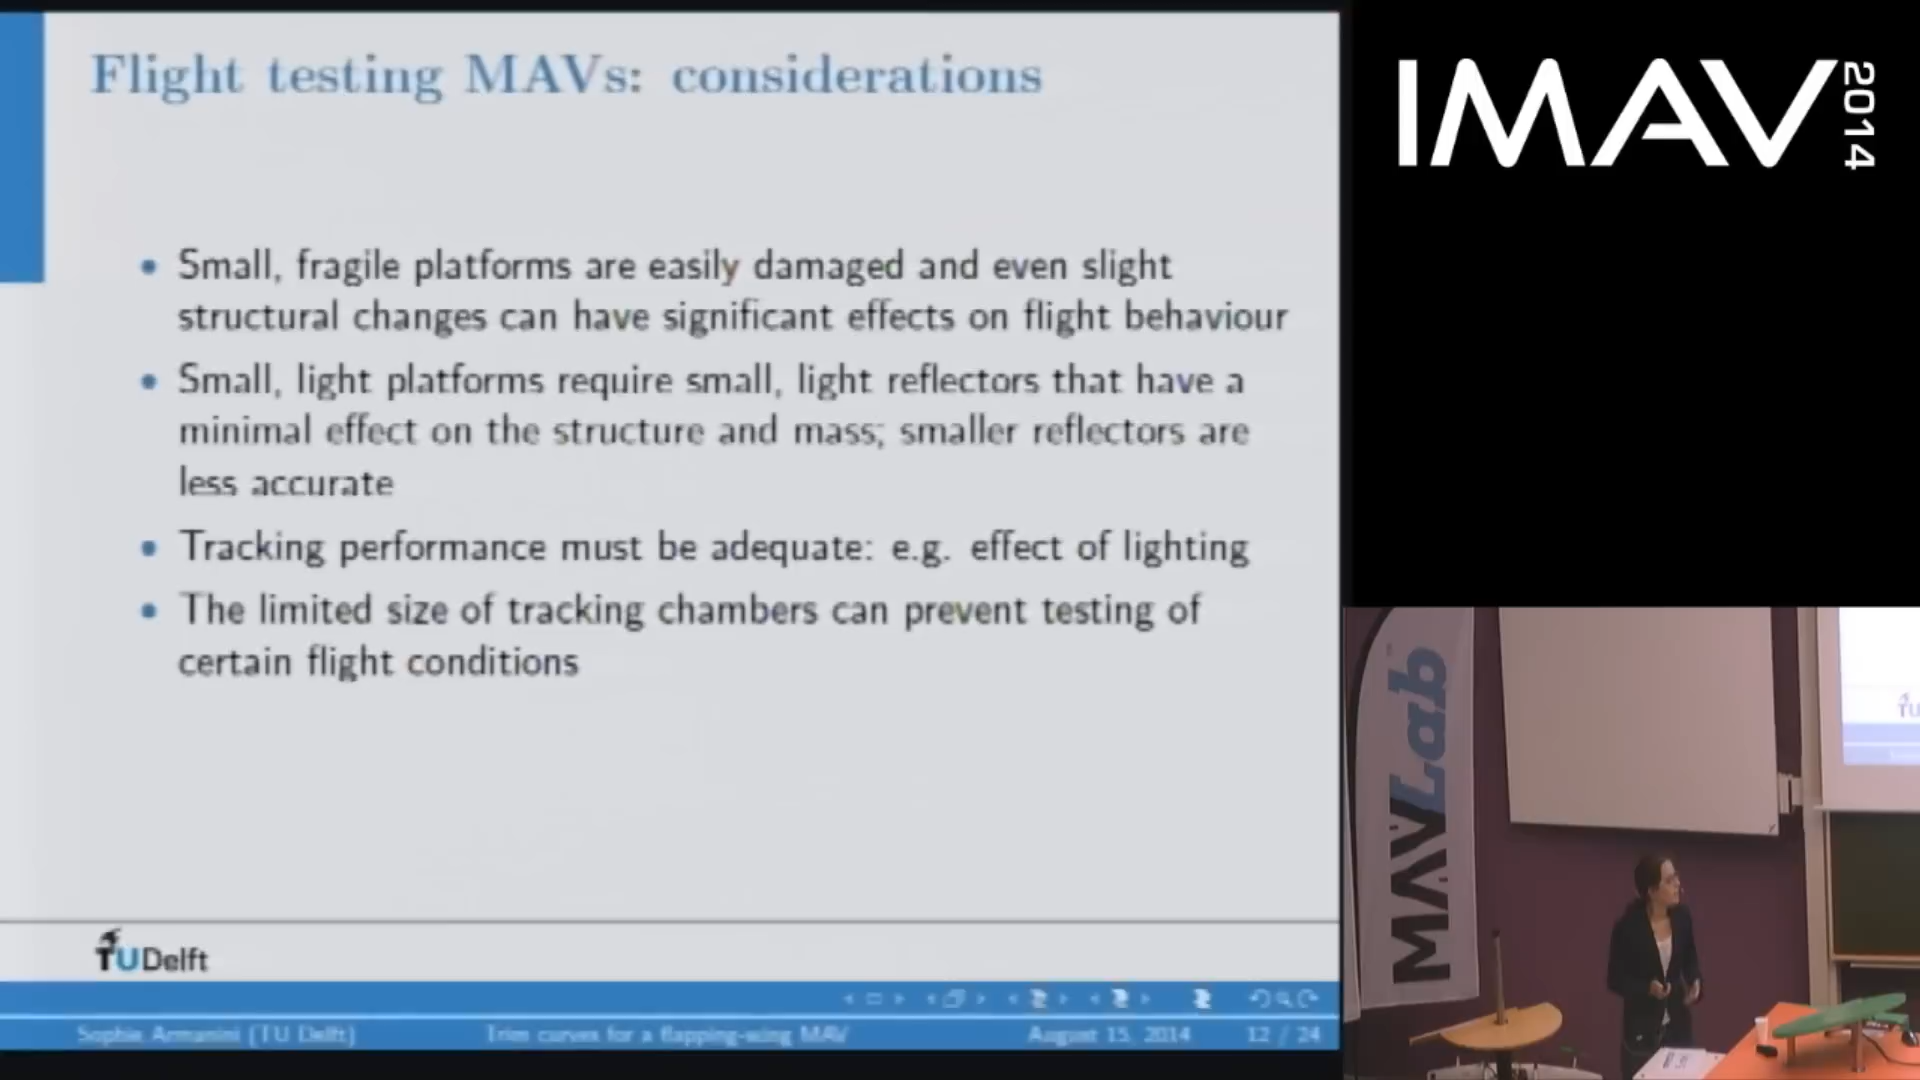 Flight testing MAVs: considerations
Small, fragile platforms are easily damaged and even slight
structural changes can have significant effects on flight behaviour
Small, light platforms require small, light reflectors that have a
minimal effect on the structure and mass; smaller reflectors are
less accurate
Tracking performance must be adequate: e.g. effect of lighting
The limited size of tracking chambers can prevent testing of
certain flight conditions
TUDelft
Sophie Armanini (TU Delft)
Trim curves for a flapping-wing MAV
August 15, 2014
12 / 24
IMAV
2014
MAVLab
TU